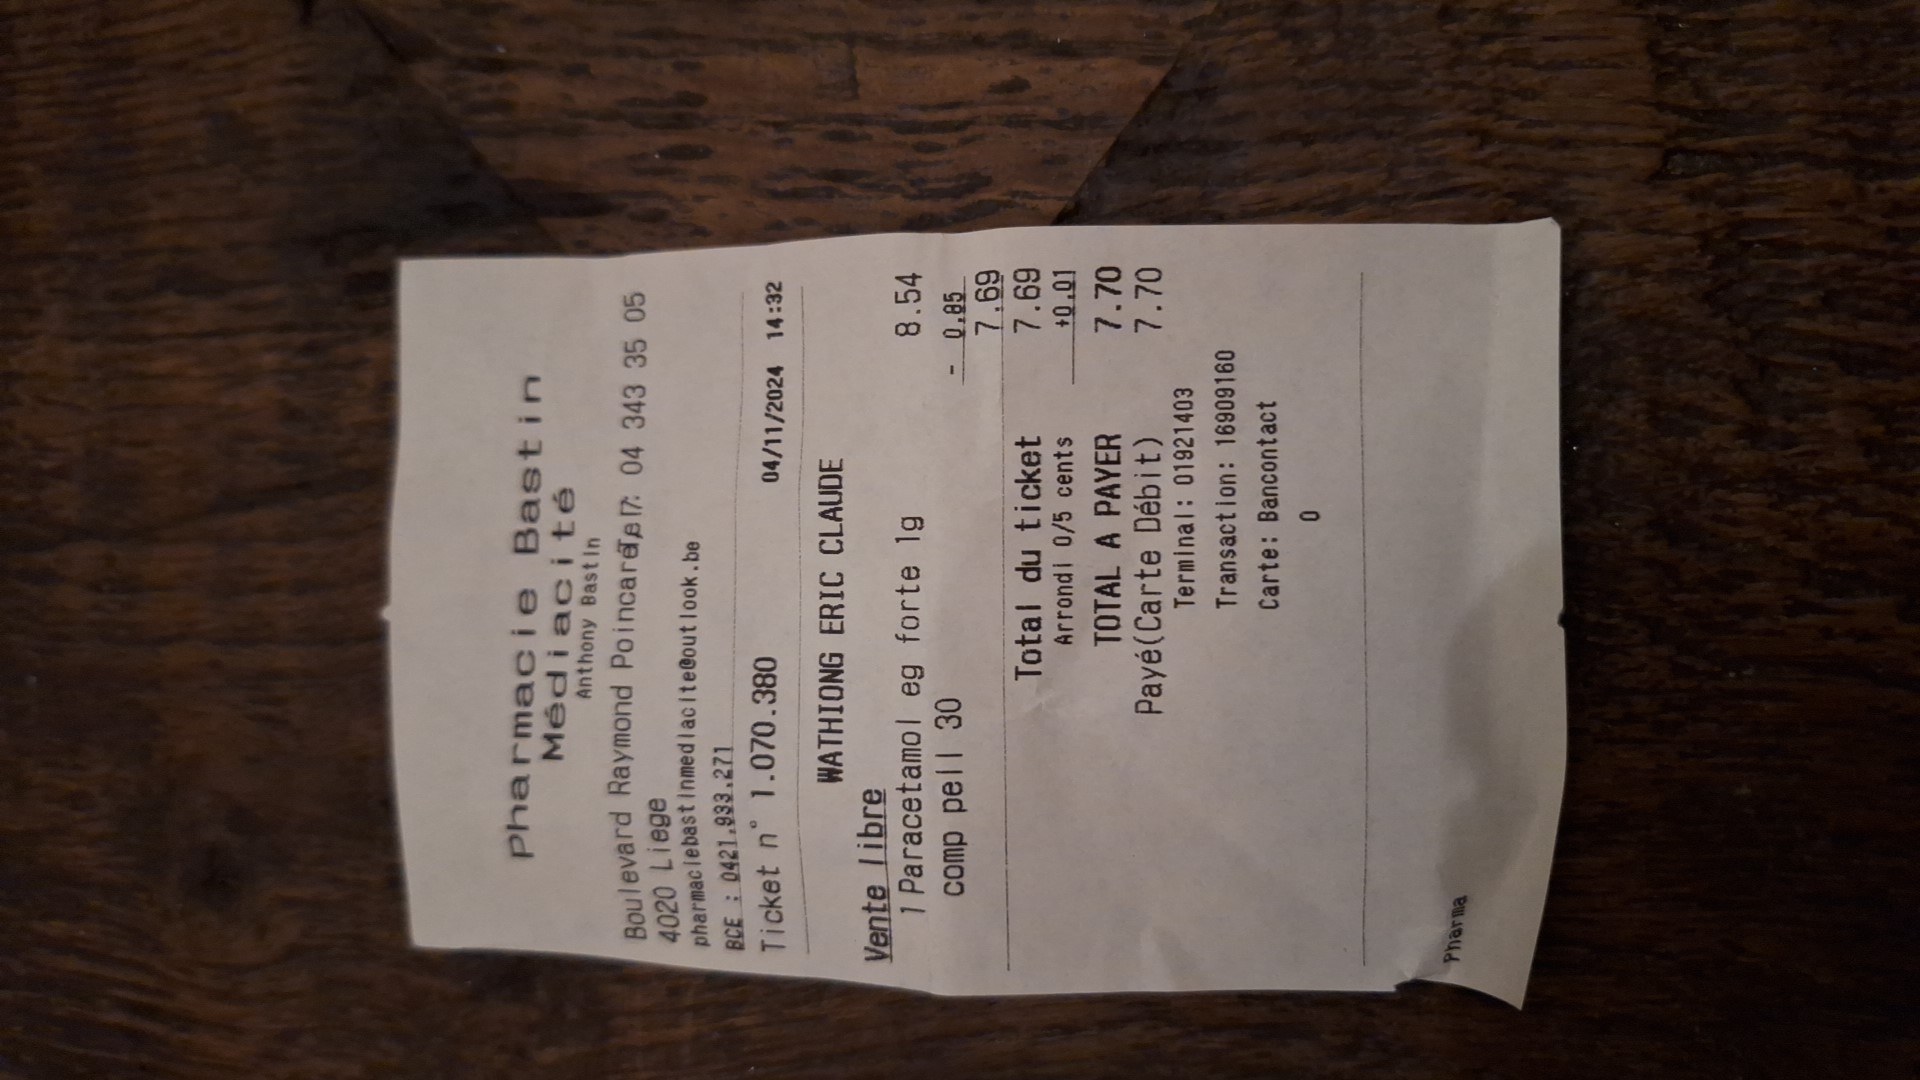 Pharmacie Bastin
Médiacité
Anthony Bastin
Boulevard Raymond Poincaré, 17: 04 343 35 05
4020 Liege
pharmaciebastinmediacite@outlook.be
BCE : 0421.933.271
Ticket n° 1.070.380 04/11/2024 14:32
WATHIONG ERIC CLAUDE
Vente libre
1 Paracetamol eg forte 1g 8.54
comp pell 30 - 0.85
7.69
Total du ticket 7.69
Arrondi 0/5 cents +0.01
TOTAL A PAYER 7.70
Payé(Carte Débit) 7.70
Terminal: 01921403
Transaction: 16909160
Carte: Bancontact
0
Pharma